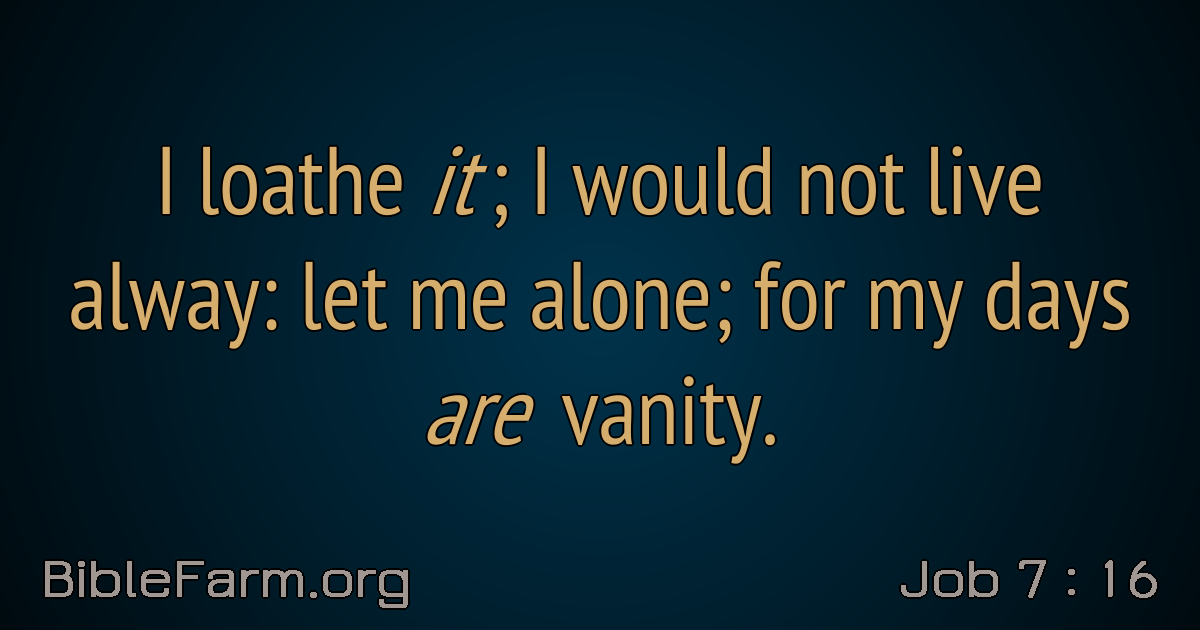 I loathe it; I would not live
alway: let me alone; for my days
are vanity.
BibleFarm.org
Job 7 : 16